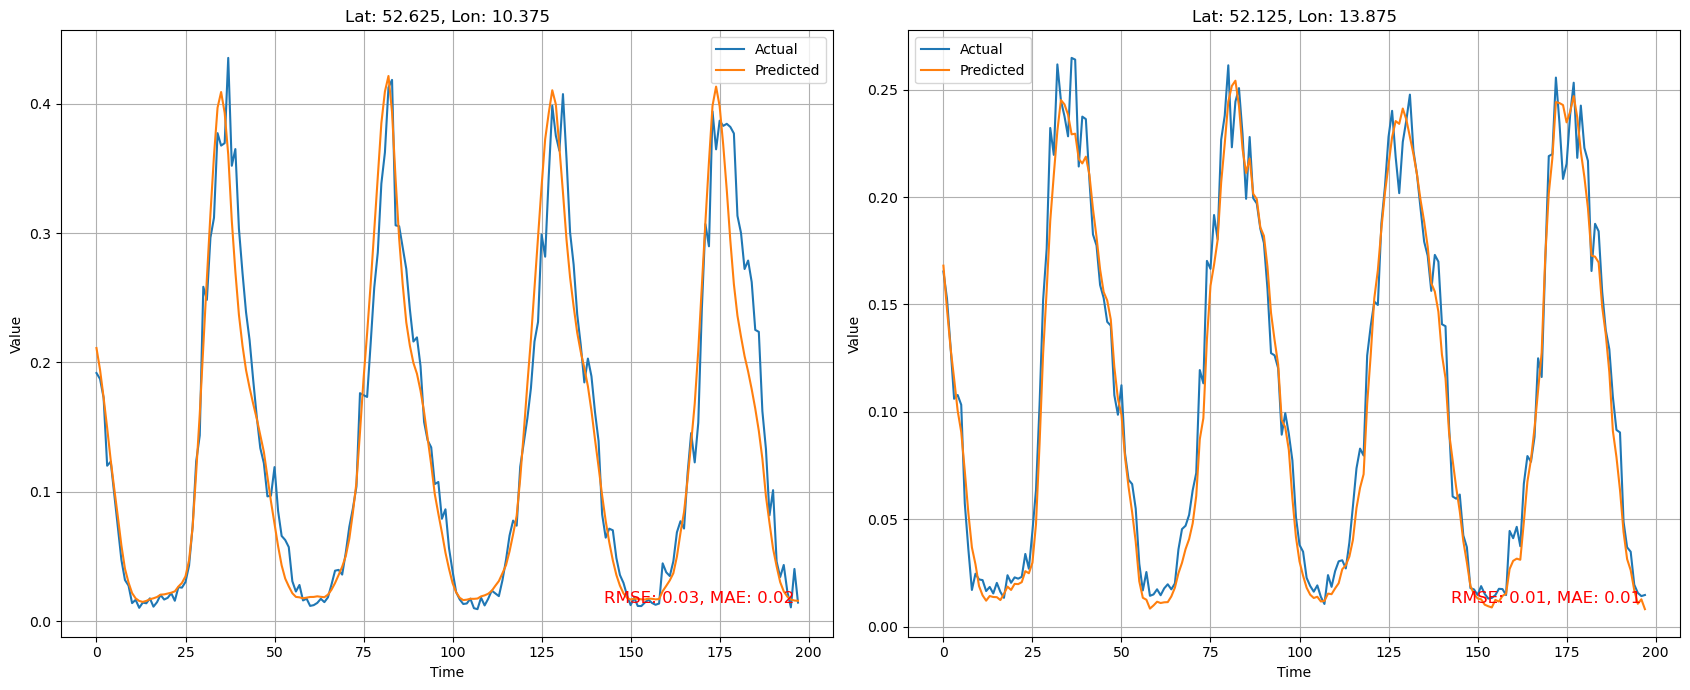 Lat: 52.625, Lon: 10.375
Actual
Predicted
Value
0.4
0.3
0.2
0.1
0.0
RMSE: 0.03, MAE: 0.02
0 25 50 75 100 125 150 175 200
Time
Lat: 52.125, Lon: 13.875
Actual
Predicted
Value
0.25
0.20
0.15
0.10
0.05
0.00
RMSE: 0.01, MAE: 0.01
0 25 50 75 100 125 150 175 200
Time